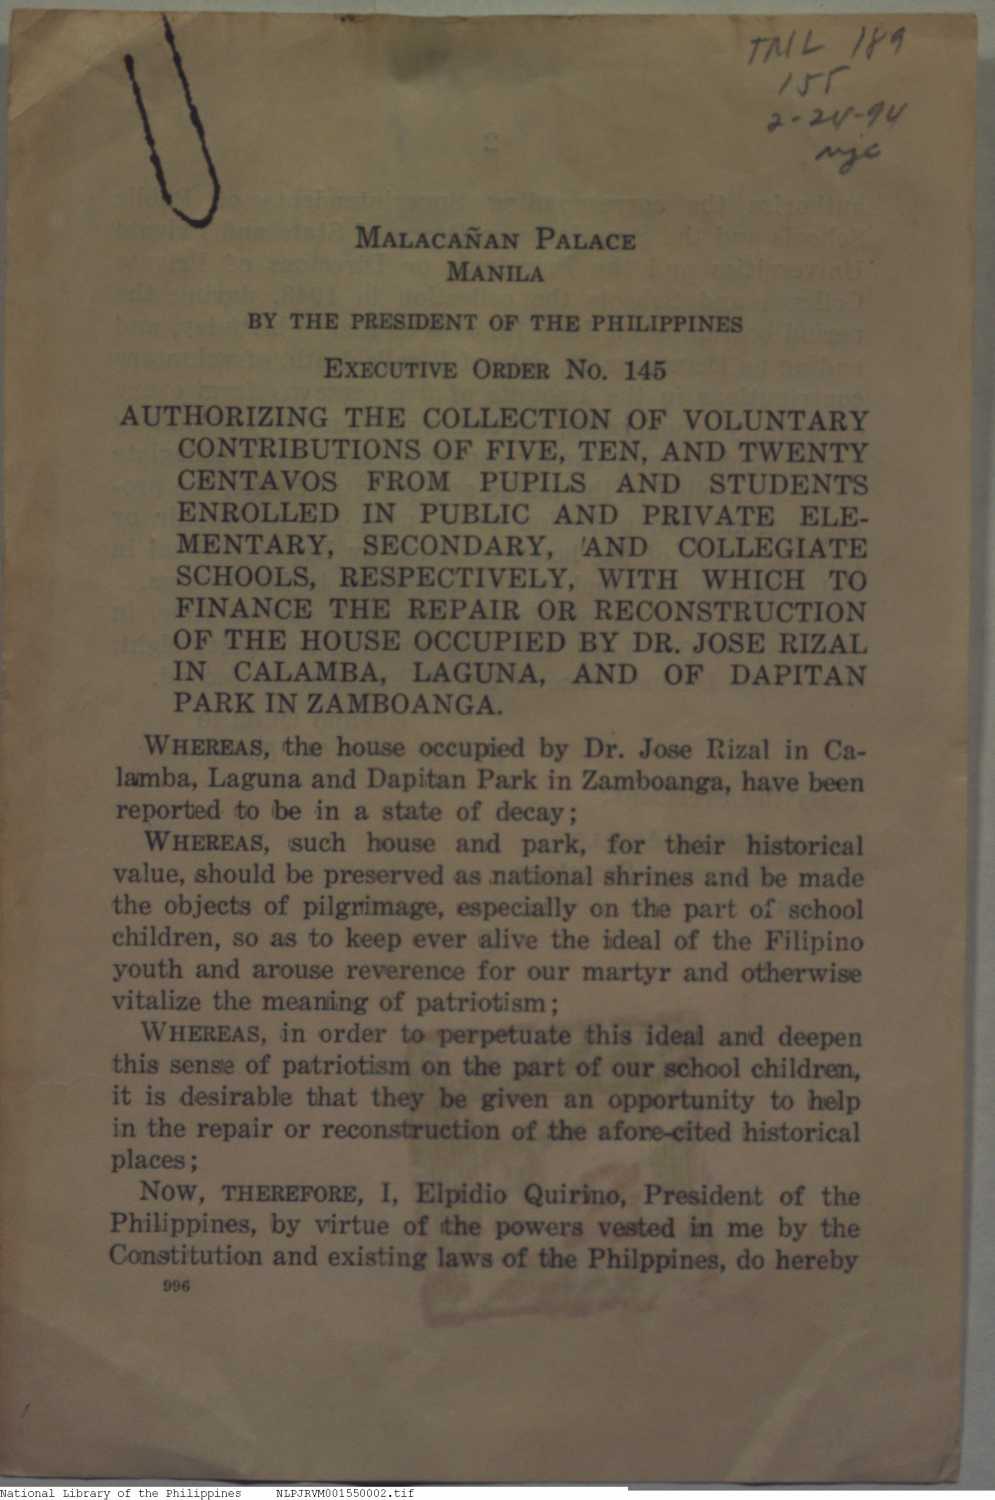 TML 189
155
2-24-94
njc
MALACAÑAN PALACE
MANILA
BY THE PRESIDENT OF THE PHILIPPINES
EXECUTIVE ORDER NO. 145
AUTHORIZING THE COLLECTION OF VOLUNTARY
CONTRIBUTIONS OF FIVE, TEN, AND TWENTY
CENTAVOS FROM PUPILS AND STUDENTS
ENROLLED IN PUBLIC AND PRIVATE ELE-
MENTARY, SECONDARY, AND COLLEGIATE
SCHOOLS, RESPECTIVELY, WITH WHICH TO
FINANCE THE REPAIR OR RECONSTRUCTION
OF THE HOUSE OCCUPIED BY DR. JOSE RIZAL
IN CALAMBA, LAGUNA, AND OF DAPITAN
PARK IN ZAMBOANGA.
WHEREAS, the house occupied by Dr. Jose Rizal in Ca-
lamba, Laguna and Dapitan Park in Zamboanga, have been
reported to be in a state of decay;
WHEREAS, such house and park, for their historical
value, should be preserved as national shrines and be made
the objects of pilgrimage, especially on the part of school
children, so as to keep ever alive the ideal of the Filipino
youth and arouse reverence for our martyr and otherwise
vitalize the meaning of patriotism;
WHEREAS, in order to perpetuate this ideal and deepen
this sense of patriotism on the part of our school children,
it is desirable that they be given an opportunity to help
in the repair or reconstruction of the afore-cited historical
places;
NOW, THEREFORE, I, Elpidio Quirino, President of the
Philippines, by virtue of the powers vested in me by the
Constitution and existing laws of the Philppines, do hereby
996
National Library of the Philippines NLPJRVM001550002.tif